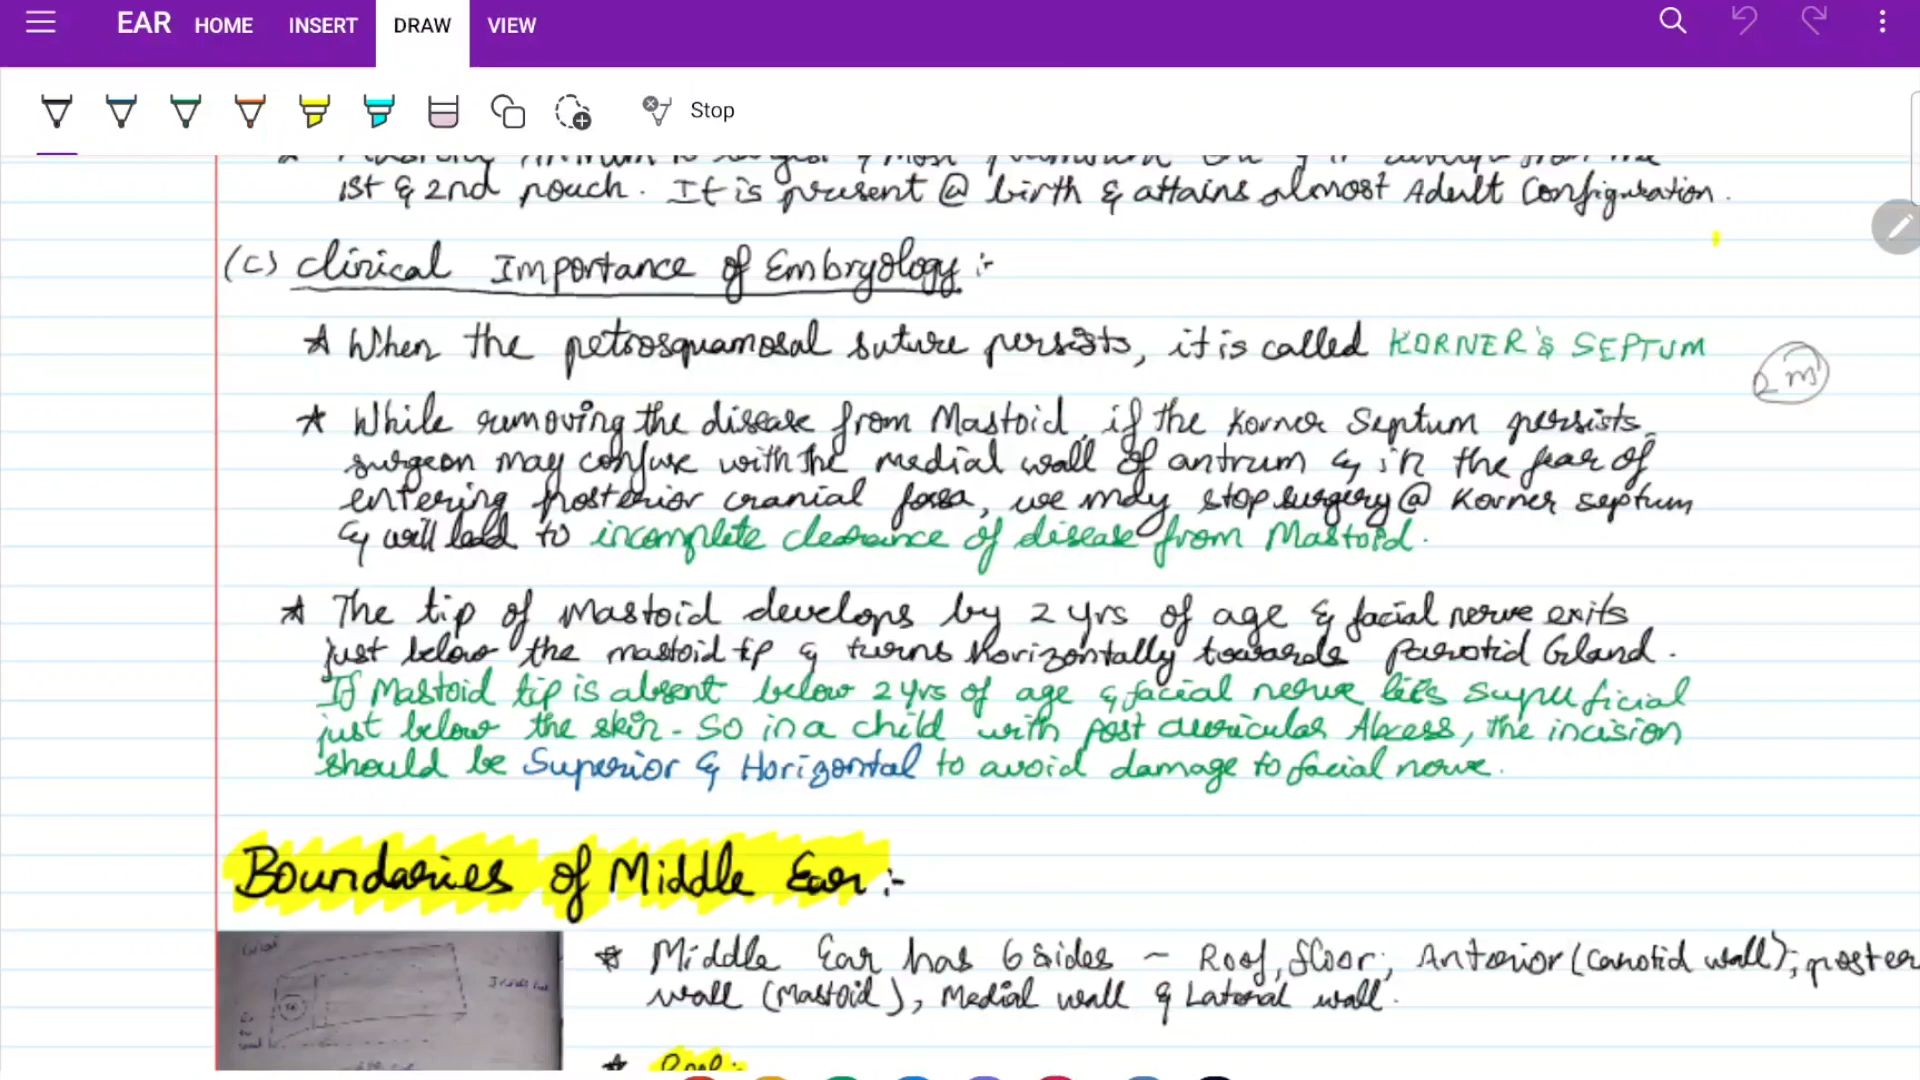 EAR HOME INSERT DRAW VIEW
Stop
1st & 2nd pouch. It is present @ birth & attains almost Adult Configuration.
(C) Clinical Importance of Embryology :-
★ When the petrosquamosal suture persists, it is called KORNER'S SEPTUM
2m
★ While removing the disease from Mastoid, if the Korner Septum persists,
surgeon may confuse with the medial wall of antrum & in the fear of
entering posterior cranial fossa, we may stop surgery @ Korner septum
& will lead to incomplete clearance of disease from Mastoid.
★ The tip of Mastoid develops by 2 yrs of age & facial nerve exits
just below the mastoid tip & turns Horizontally towards Parotid Gland.
If Mastoid tip is absent below 2 yrs of age & facial nerve lies superficial
just below the skin - So in a child with post auricular Abscess, the incision
should be Superior & Horizontal to avoid damage to facial nerve.
Boundaries of Middle Ear :-
★ Middle Ear has 6 sides ~ Roof, floor, Anterior (carotid wall), poster
wall (Mastoid), Medial wall & Lateral wall.
★ Roof: